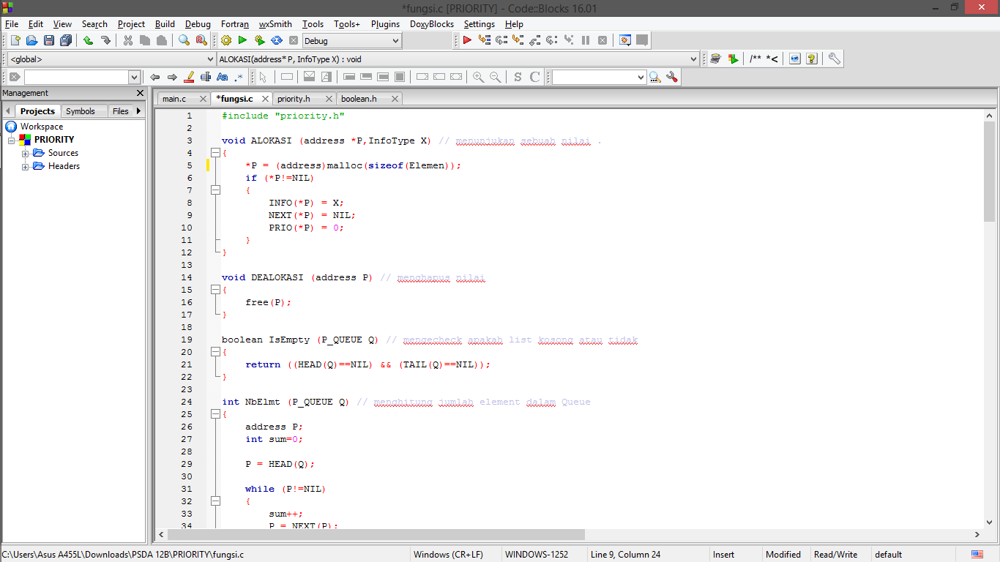 *fungsi.c [PRIORITY] - Code::Blocks 16.01
File Edit View Search Project Build Debug Fortran wxSmith Tools Tools+ Plugins DoxyBlocks Settings Help
Debug
<global> ALOKASI(address* P, InfoType X) : void
/** *<
Aa .* S C
Management
Projects Symbols Files
main.c *fungsi.c priority.h boolean.h
Workspace
PRIORITY
Sources
Headers
1 #include "priority.h"
2
3 void ALOKASI (address *P,InfoType X) // menunjukan sebuah nilai .
4 {
5 *P = (address)malloc(sizeof(Elemen));
6 if (*P!=NIL)
7 {
8 INFO(*P) = X;
9 NEXT(*P) = NIL;
10 PRIO(*P) = 0;
11 }
12 }
13
14 void DEALOKASI (address P) // menghapus nilai
15 {
16 free(P);
17 }
18
19 boolean IsEmpty (P_QUEUE Q) // mengecheck apakah list kosong atau tidak
20 {
21 return ((HEAD(Q)==NIL) && (TAIL(Q)==NIL));
22 }
23
24 int NbElmt (P_QUEUE Q) // menghitung jumlah element dalam Queue
25 {
26 address P;
27 int sum=0;
28
29 P = HEAD(Q);
30
31 while (P!=NIL)
32 {
33 sum++;
34 P = NEXT(P);
C:\Users\Asus A455L\Downloads\PSDA 12B\PRIORITY\fungsi.c Windows (CR+LF) WINDOWS-1252 Line 9, Column 24 Insert Modified Read/Write default